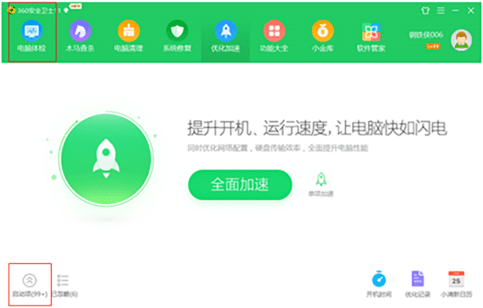 360安全卫士
电脑体检
木马查杀
电脑清理
系统修复
优化加速
功能大全
小金库
软件管家
钢铁侠006
提升开机、运行速度，让电脑快如闪电
同时优化网络配置，硬盘传输效率，全面提升电脑性能
全面加速
单项加速
启动项(99+)
已忽略(6)
开机时间
优化记录
25
小清新日历